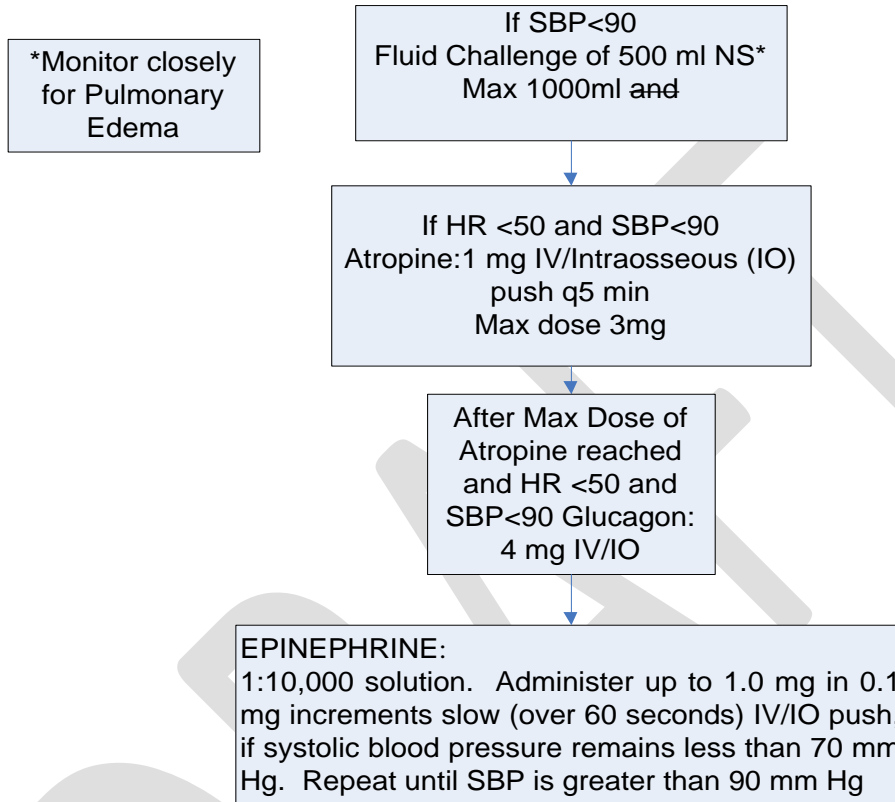 *Monitor closely
for Pulmonary
Edema
If SBP<90
Fluid Challenge of 500 ml NS*
Max 1000ml and
If HR <50 and SBP<90
Atropine:1 mg IV/Intraosseous (IO)
push q5 min
Max dose 3mg
After Max Dose of
Atropine reached
and HR <50 and
SBP<90 Glucagon:
4 mg IV/IO
EPINEPHRINE:
1:10,000 solution. Administer up to 1.0 mg in 0.1
mg increments slow (over 60 seconds) IV/IO push,
if systolic blood pressure remains less than 70 mm
Hg. Repeat until SBP is greater than 90 mm Hg